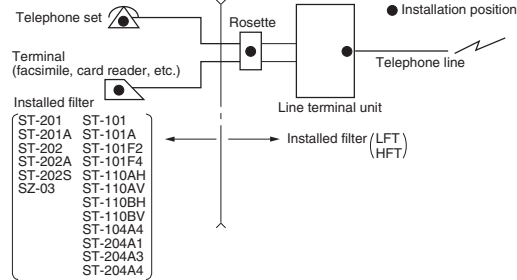 Telephone set
Rosette
Installation position
Terminal
(facsimile, card reader, etc.)
Telephone line
Line terminal unit
Installed filter
ST-201 ST-101
ST-201A ST-101A
ST-202 ST-101F2
ST-202A ST-101F4
ST-202S ST-110AH
SZ-03 ST-110AV
ST-110BH
ST-110BV
ST-104A4
ST-204A1
ST-204A3
ST-204A4
Installed filter (LFT
HFT)